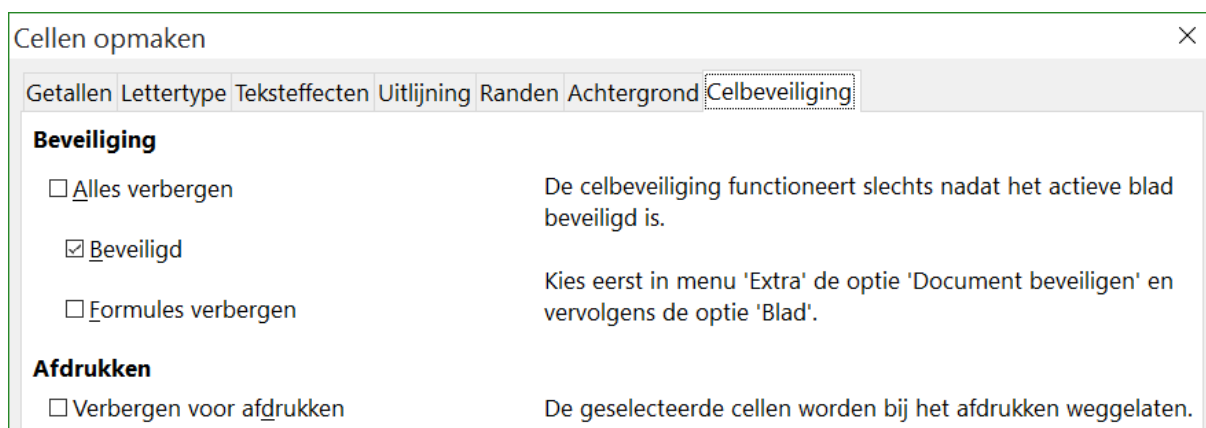 Cellen opmaken
Getallen Lettertype Teksteffecten Uitlijning Randen Achtergrond Celbeveiliging
Beveiliging
Alles verbergen
De celbeveiliging functioneert slechts nadat het actieve blad
beveiligd is.
Beveiligd
Kies eerst in menu 'Extra' de optie 'Document beveiligen' en
vervolgens de optie 'Blad'.
Formules verbergen
Afdrukken
Verbergen voor afdrukken
De geselecteerde cellen worden bij het afdrukken weggelaten.